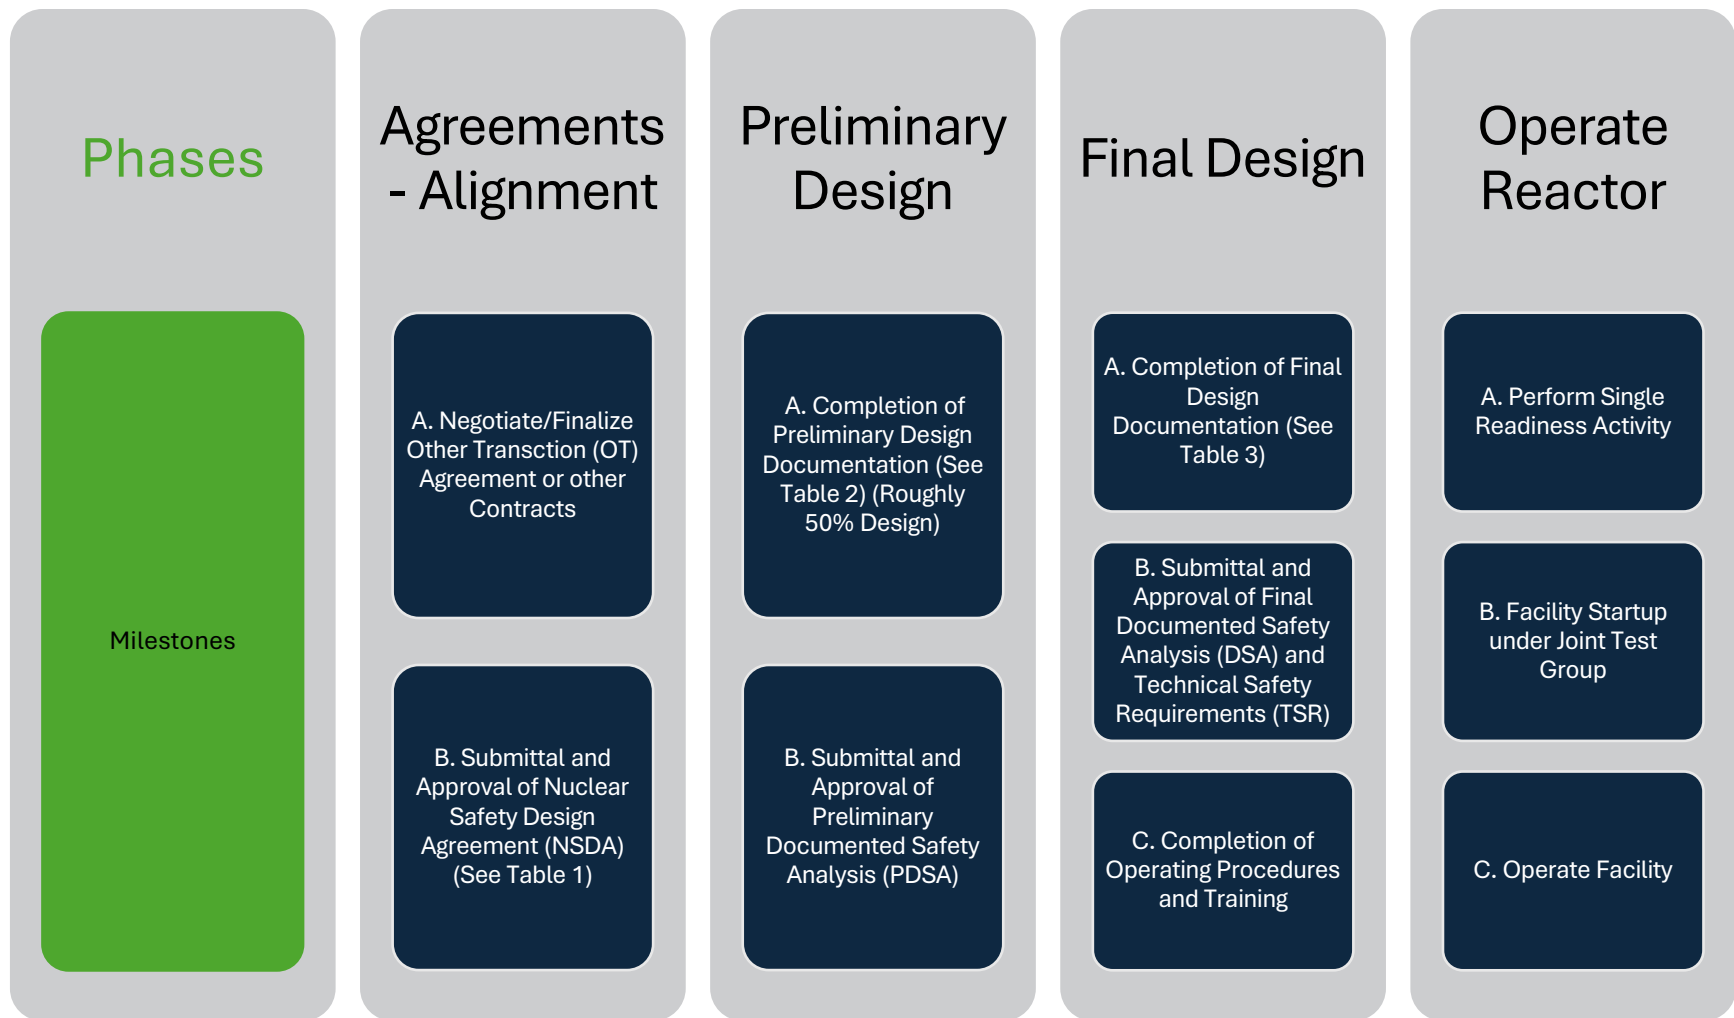 Phases
Milestones
Agreements
- Alignment
A. Negotiate/Finalize
Other Transction (OT)
Agreement or other
Contracts
B. Submittal and
Approval of Nuclear
Safety Design
Agreement (NSDA)
(See Table 1)
Preliminary
Design
A. Completion of
Preliminary Design
Documentation (See
Table 2) (Roughly
50% Design)
B. Submittal and
Approval of
Preliminary
Documented Safety
Analysis (PDSA)
Final Design
A. Completion of Final
Design
Documentation (See
Table 3)
B. Submittal and
Approval of Final
Documented Safety
Analysis (DSA) and
Technical Safety
Requirements (TSR)
C. Completion of
Operating Procedures
and Training
Operate
Reactor
A. Perform Single
Readiness Activity
B. Facility Startup
under Joint Test
Group
C. Operate Facility